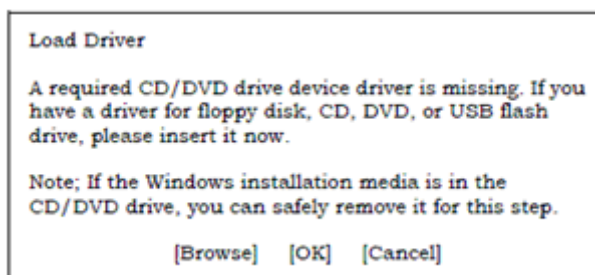 Load Driver
A required CD/DVD drive device driver is missing. If you
have a driver for floppy disk, CD, DVD, or USB flash
drive, please insert it now.
Note; If the Windows installation media is in the
CD/DVD drive, you can safely remove it for this step.
[Browse] [OK] [Cancel]